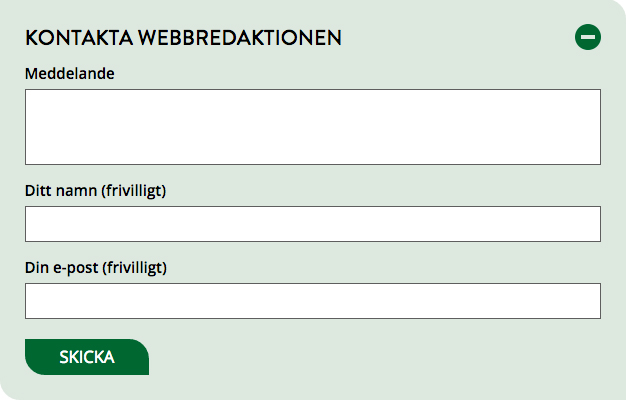 KONTAKTA WEBBREDAKTIONEN
Meddelande
Ditt namn (frivilligt)
Din e-post (frivilligt)
SKICKA